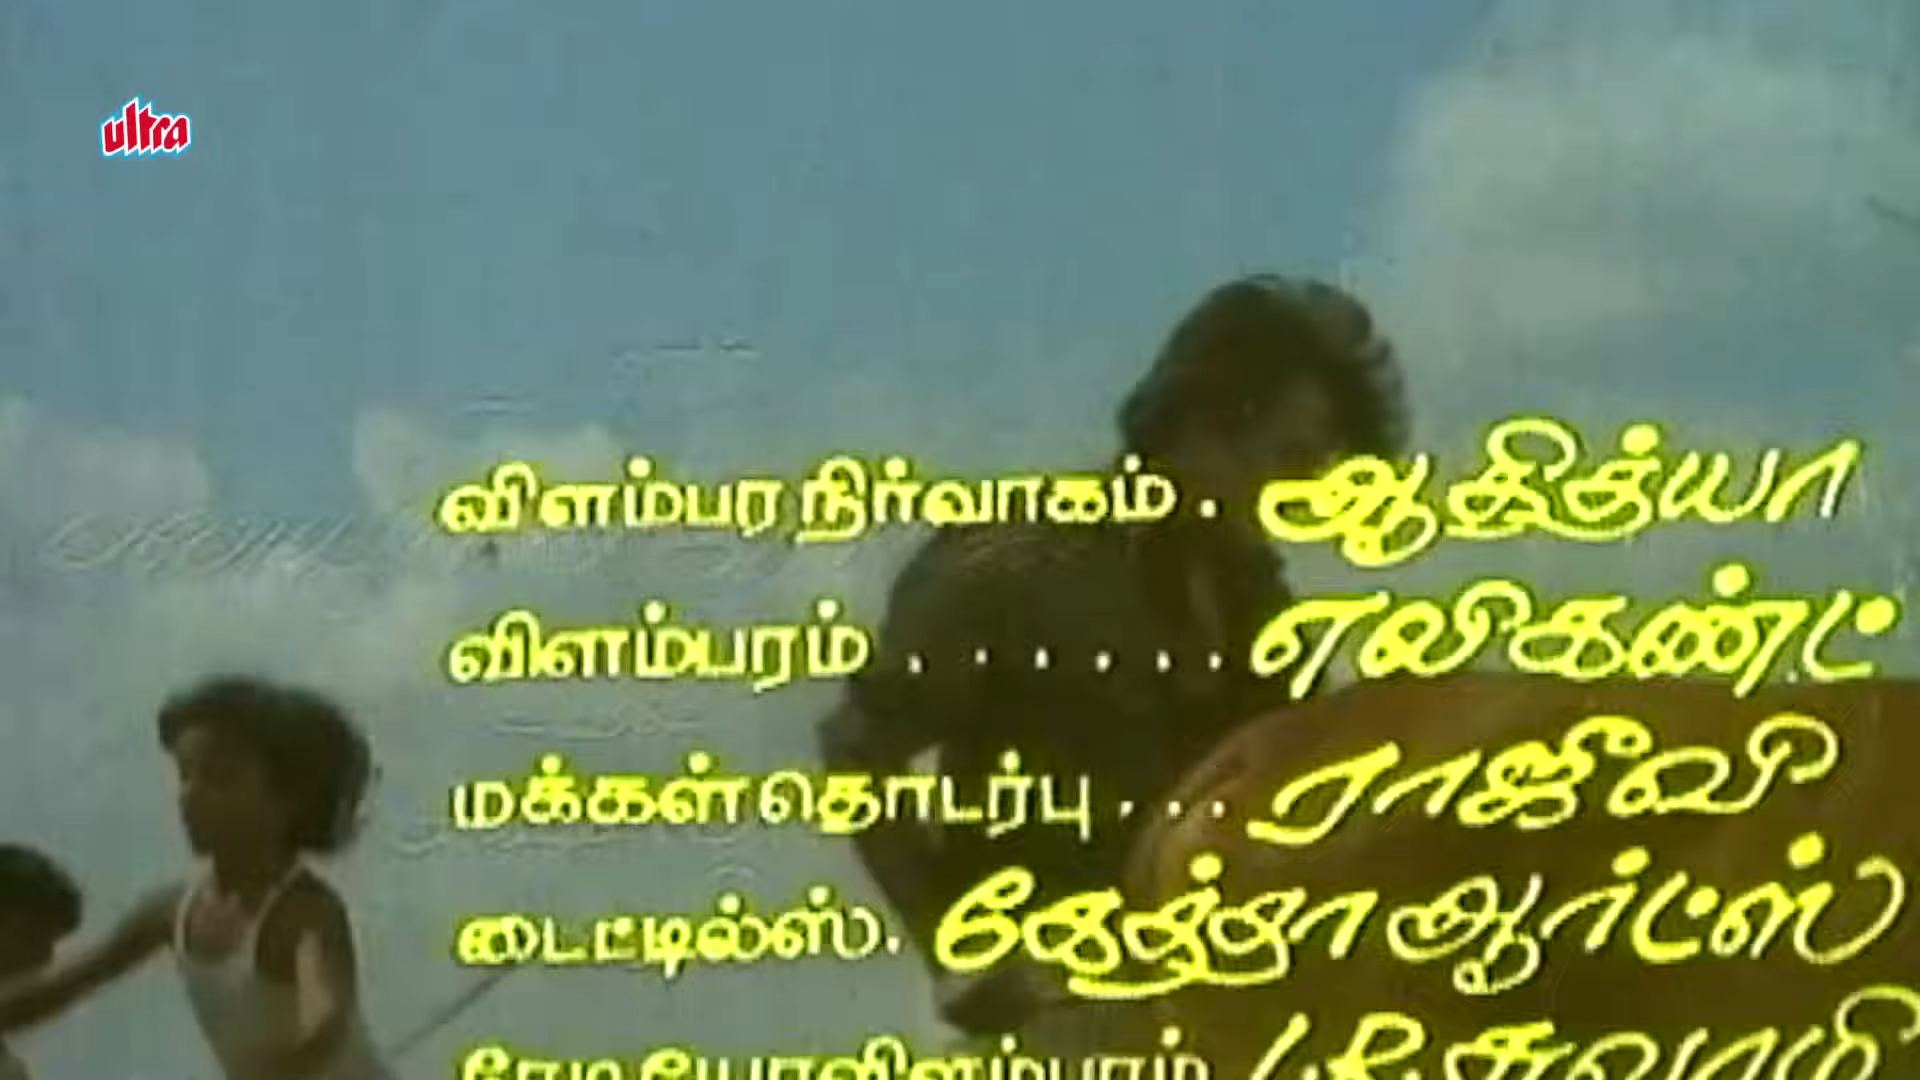 ultra
விளம்பர நிர்வாகம் . ஆதித்யா
விளம்பரம் . . . . . . எலிகண்ட்
மக்கள் தொடர்பு . . . ராஜீவி
டைட்டில்ஸ். ஆர்ட்ஸ்